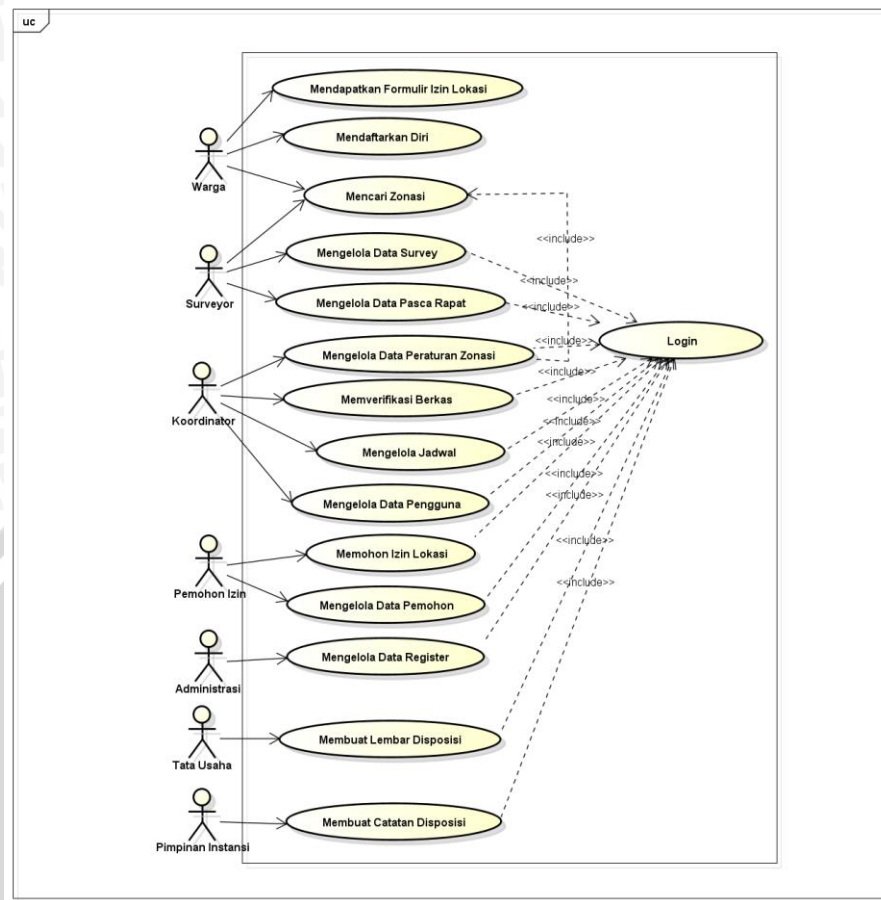 uc
Mendapatkan Formulir Izin Lokasi
Mendaftarkan Diri
Warga
Mencari Zonasi
<<include>>
Mengelola Data Survey
<<include>>
Surveyor
Mengelola Data Pasca Rapat
<<include>>
Login
Mengelola Data Peraturan Zonasi
<<include>>
<<include>>
Memverifikasi Berkas
<<include>>
Koordinator
<<include>>
Mengelola Jadwal
<<include>>
<<include>>
<<include>>
Mengelola Data Pengguna
Memohon Izin Lokasi
<<include>>
Pemohon Izin
<<include>>
Mengelola Data Pemohon
Mengelola Data Register
Administrasi
Membuat Lembar Disposisi
Tata Usaha
Membuat Catatan Disposisi
Pimpinan Instansi